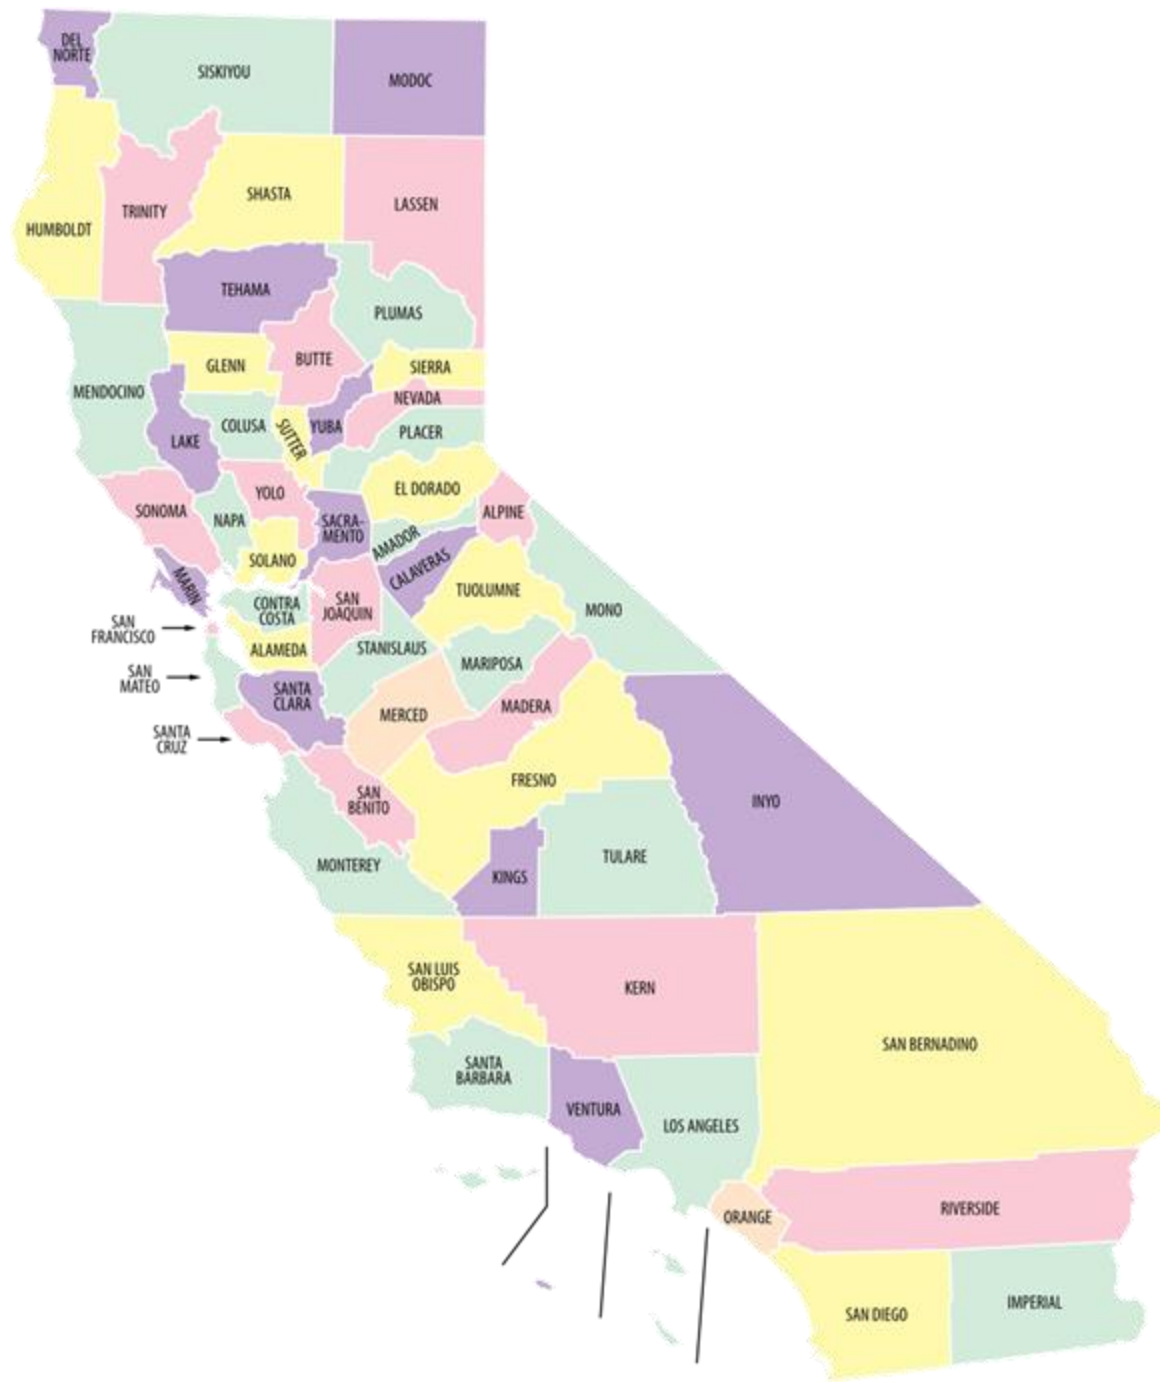 DEL
NORTE
SISKIYOU
MODOC
HUMBOLDT
TRINITY
SHASTA
LASSEN
TEHAMA
PLUMAS
MENDOCINO
GLENN
BUTTE
SIERRA
NEVADA
LAKE
COLUSA
SUTTER
YUBA
PLACER
EL DORADO
SONOMA
NAPA
YOLO
SACRA-
MENTO
ALPINE
AMADOR
CALAVERAS
SOLANO
MARIN
CONTRA
COSTA
SAN
JOAQUIN
TUOLUMNE
MONO
SAN
FRANCISCO
ALAMEDA
STANISLAUS
MARIPOSA
SAN
MATEO
SANTA
CLARA
MERCED
MADERA
SANTA
CRUZ
SAN
BENITO
FRESNO
INYO
MONTEREY
KINGS
TULARE
SAN LUIS
OBISPO
KERN
SAN BERNADINO
SANTA
BARBARA
VENTURA
LOS ANGELES
ORANGE
RIVERSIDE
SAN DIEGO
IMPERIAL